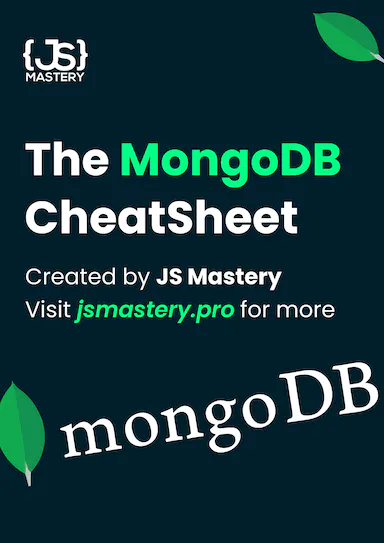 {JS}
MASTERY
The MongoDB
CheatSheet
Created by JS Mastery
Visit jsmastery.pro for more
mongoDB